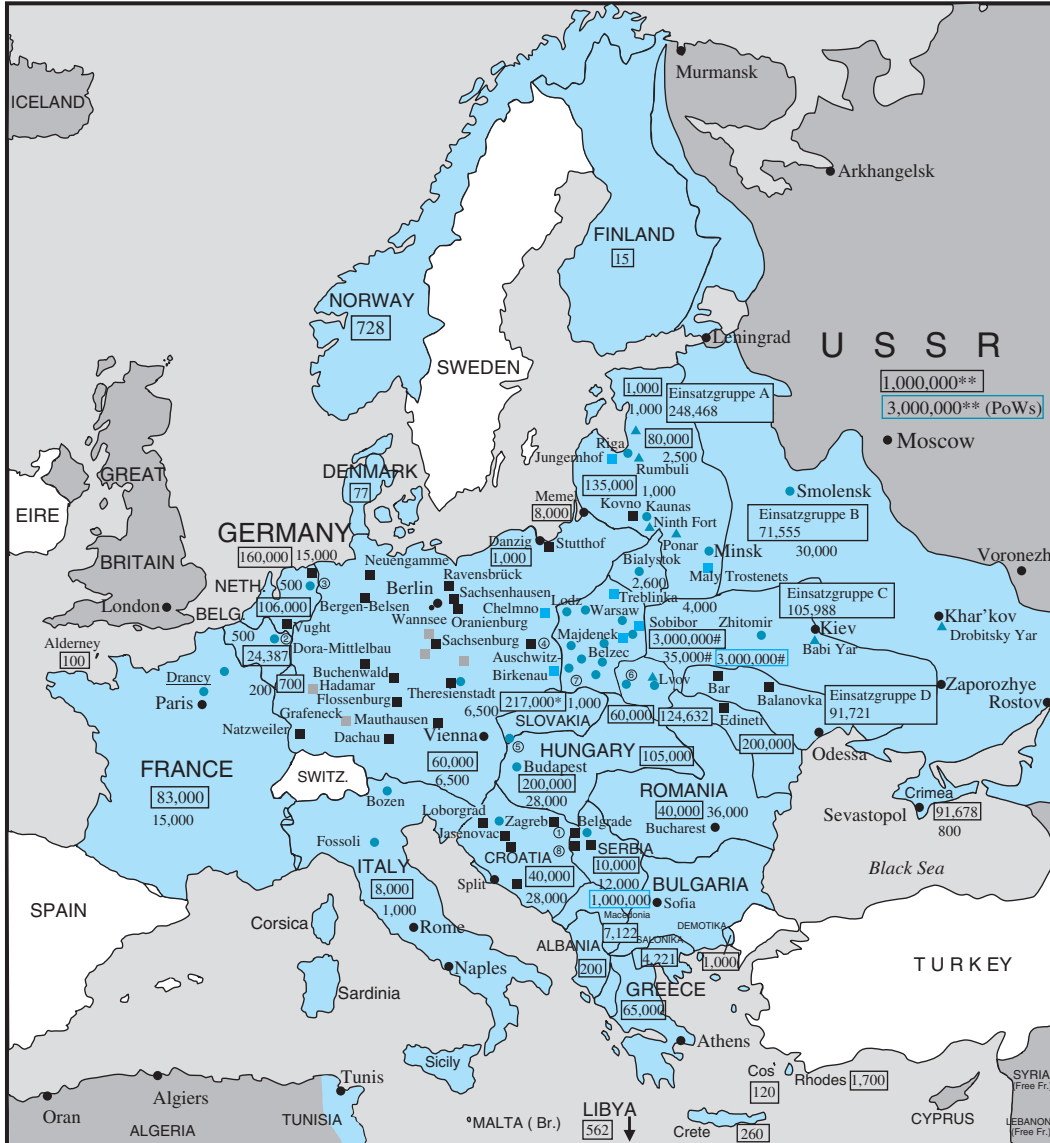 ICELAND
Murmansk
Arkhangelsk
FINLAND
15
NORWAY
728
SWEDEN
Leningrad
U S S R
1,000,000**
3,000,000** (PoWs)
Moscow
1,000
1,000
Einsatzgruppe A
248,468
Riga
80,000
2,500
Jungernhof
Rumbuli
135,000
1,000
GREAT
BRITAIN
EIRE
London
DENMARK
77
Memel
8,000
Kovno
Kaunas
Ninth Fort
Ponar
Smolensk
Einsatzgruppe B
71,555
30,000
Voronezh
GERMANY
160,000
15,000
Danzig
1,000
Stutthof
Minsk
Maly Trostenets
Bialystok
2,600
Treblinka
4,000
NETH.
500
③
106,000
BELG.
500
②
Vught
24,387
Neuengamme
Bergen-Belsen
Berlin
Wannsee
Ravensbrück
Sachsenhausen
Oranienburg
Chelmno
Lodz
Warsaw
Sobibor
Majdenek
Belzec
3,000,000#
35,000#
3,000,000#
Einsatzgruppe C
105,988
Zhitomir
Kiev
Babi Yar
Khar'kov
Drobitsky Yar
Alderney
100
Drancy
Paris
200
700
Dora-Mittelbau
Buchenwald
Hadamar
Flossenburg
Grafeneck
Mauthausen
Natzweiler
Dachau
Sachsenburg
④
Auschwitz-
Birkenau
Theresienstadt
6,500
217,000*
1,000
⑦
⑥
Lvov
Bar
Balanovka
Edineti
Einsatzgruppe D
91,721
Zaporozhye
Rostov
SLOVAKIA
60,000
124,632
200,000
Odessa
Vienna
60,000
6,500
⑤
HUNGARY
105,000
Budapest
200,000
28,000
FRANCE
83,000
15,000
SWITZ.
Bozen
Fossoli
ROMANIA
40,000
36,000
Bucharest
Crimea
91,678
800
Sevastopol
Black Sea
Loborgrad
Zagreb
Jasenovac
①
⑧
Belgrade
CROATIA
40,000
28,000
Split
SERBIA
10,000
12,000
1,000,000
BULGARIA
Sofia
ITALY
8,000
1,000
Rome
Naples
SPAIN
Corsica
Sardinia
Sicily
Macedonia
7,122
SALONIKA
4,221
DEMOTIKA
1,000
ALBANIA
200
GREECE
65,000
Athens
TURKEY
Cos
120
Rhodes
1,700
Crete
260
CYPRUS
SYRIA
(Free Fr.)
LEBANON
(Free Fr.)
Oran
Algiers
ALGERIA
Tunis
TUNISIA
MALTA ( Br.)
LIBYA
562